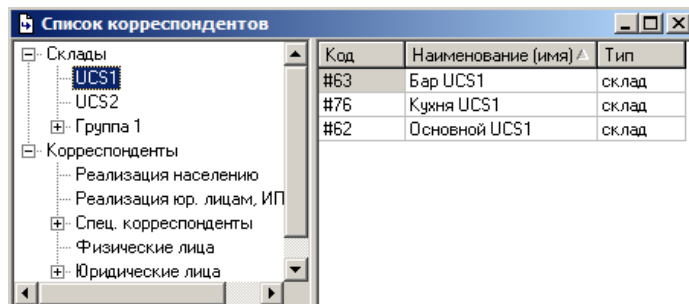 Список корреспондентов
Склады
UCS1
UCS2
Группа 1
Корреспонденты
Реализация населению
Реализация юр. лицам, ИП
Спец. корреспонденты
Физические лица
Юридические лица
Код Наименование (имя) Тип
#63 Бар UCS1 склад
#76 Кухня UCS1 склад
#62 Основной UCS1 склад